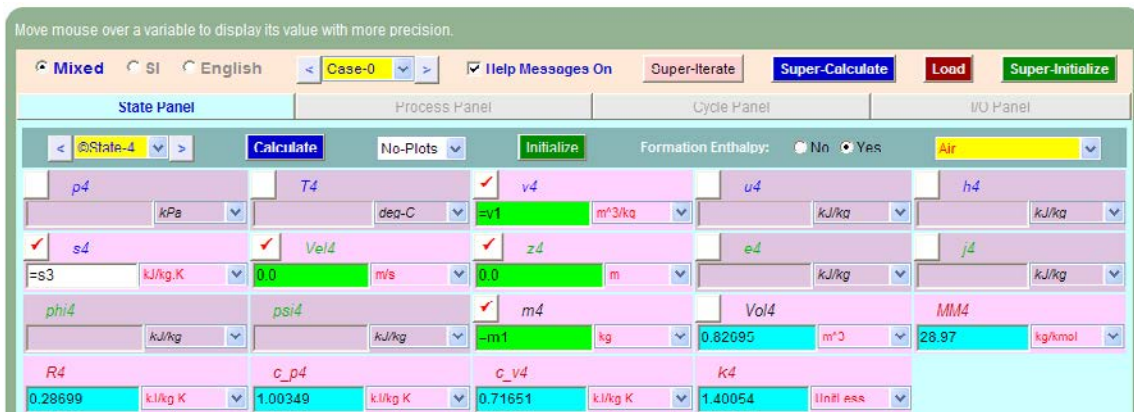 Move mouse over a variable to display its value with more precision.
Mixed SI English < Case-0 > Help Messages On Super-Iterate Super-Calculate Load Super-Initialize
State Panel Process Panel Cycle Panel I/O Panel
< ©State-4 > Calculate No-Plots Initialize Formation Enthalpy: No Yes Air
p4 T4 v4 u4 h4
kPa deg-C =v1 m^3/kg kJ/kg kJ/kg
s4 Vel4 z4 e4 j4
=s3 kJ/kg.K 0.0 m/s 0.0 m kJ/kg kJ/kg
phi4 psi4 m4 Vol4 MM4
kJ/kg kJ/kg =m1 kg 0.82695 m^3 28.97 kg/kmol
R4 c_p4 c_v4 k4
0.28699 kJ/kg.K 1.00349 kJ/kg.K 0.71651 kJ/kg.K 1.40054 UnitLess